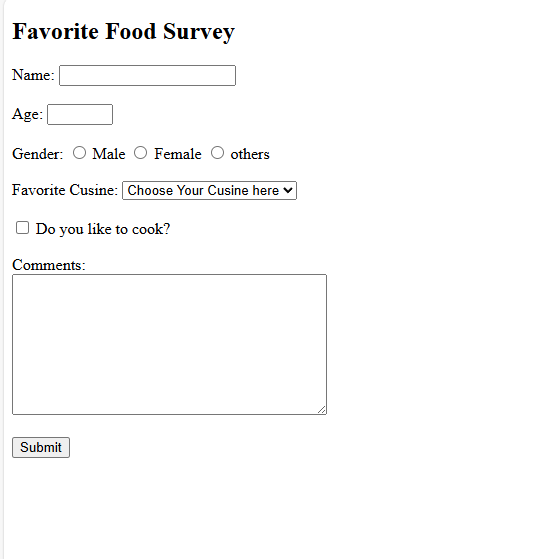 Favorite Food Survey
Name:
Age:
Gender: Male Female others
Favorite Cusine: Choose Your Cusine here
Do you like to cook?
Comments:
Submit